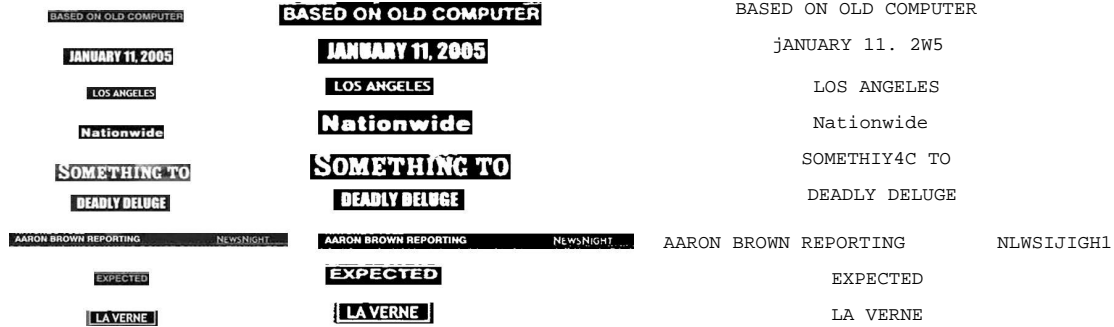 BASED ON OLD COMPUTER BASED ON OLD COMPUTER BASED ON OLD COMPUTER
JANUARY 11, 2005 JANUARY 11, 2005 jANUARY 11. 2W5
LOS ANGELES LOS ANGELES LOS ANGELES
Nationwide Nationwide Nationwide
SOMETHING TO SOMETHING TO SOMETHIY4C TO
DEADLY DELUGE DEADLY DELUGE DEADLY DELUGE
AARON BROWN REPORTING NEWSNIGHT AARON BROWN REPORTING NEWSNIGHT AARON BROWN REPORTING NLWSIJIGH1
EXPECTED EXPECTED EXPECTED
LA VERNE LA VERNE LA VERNE